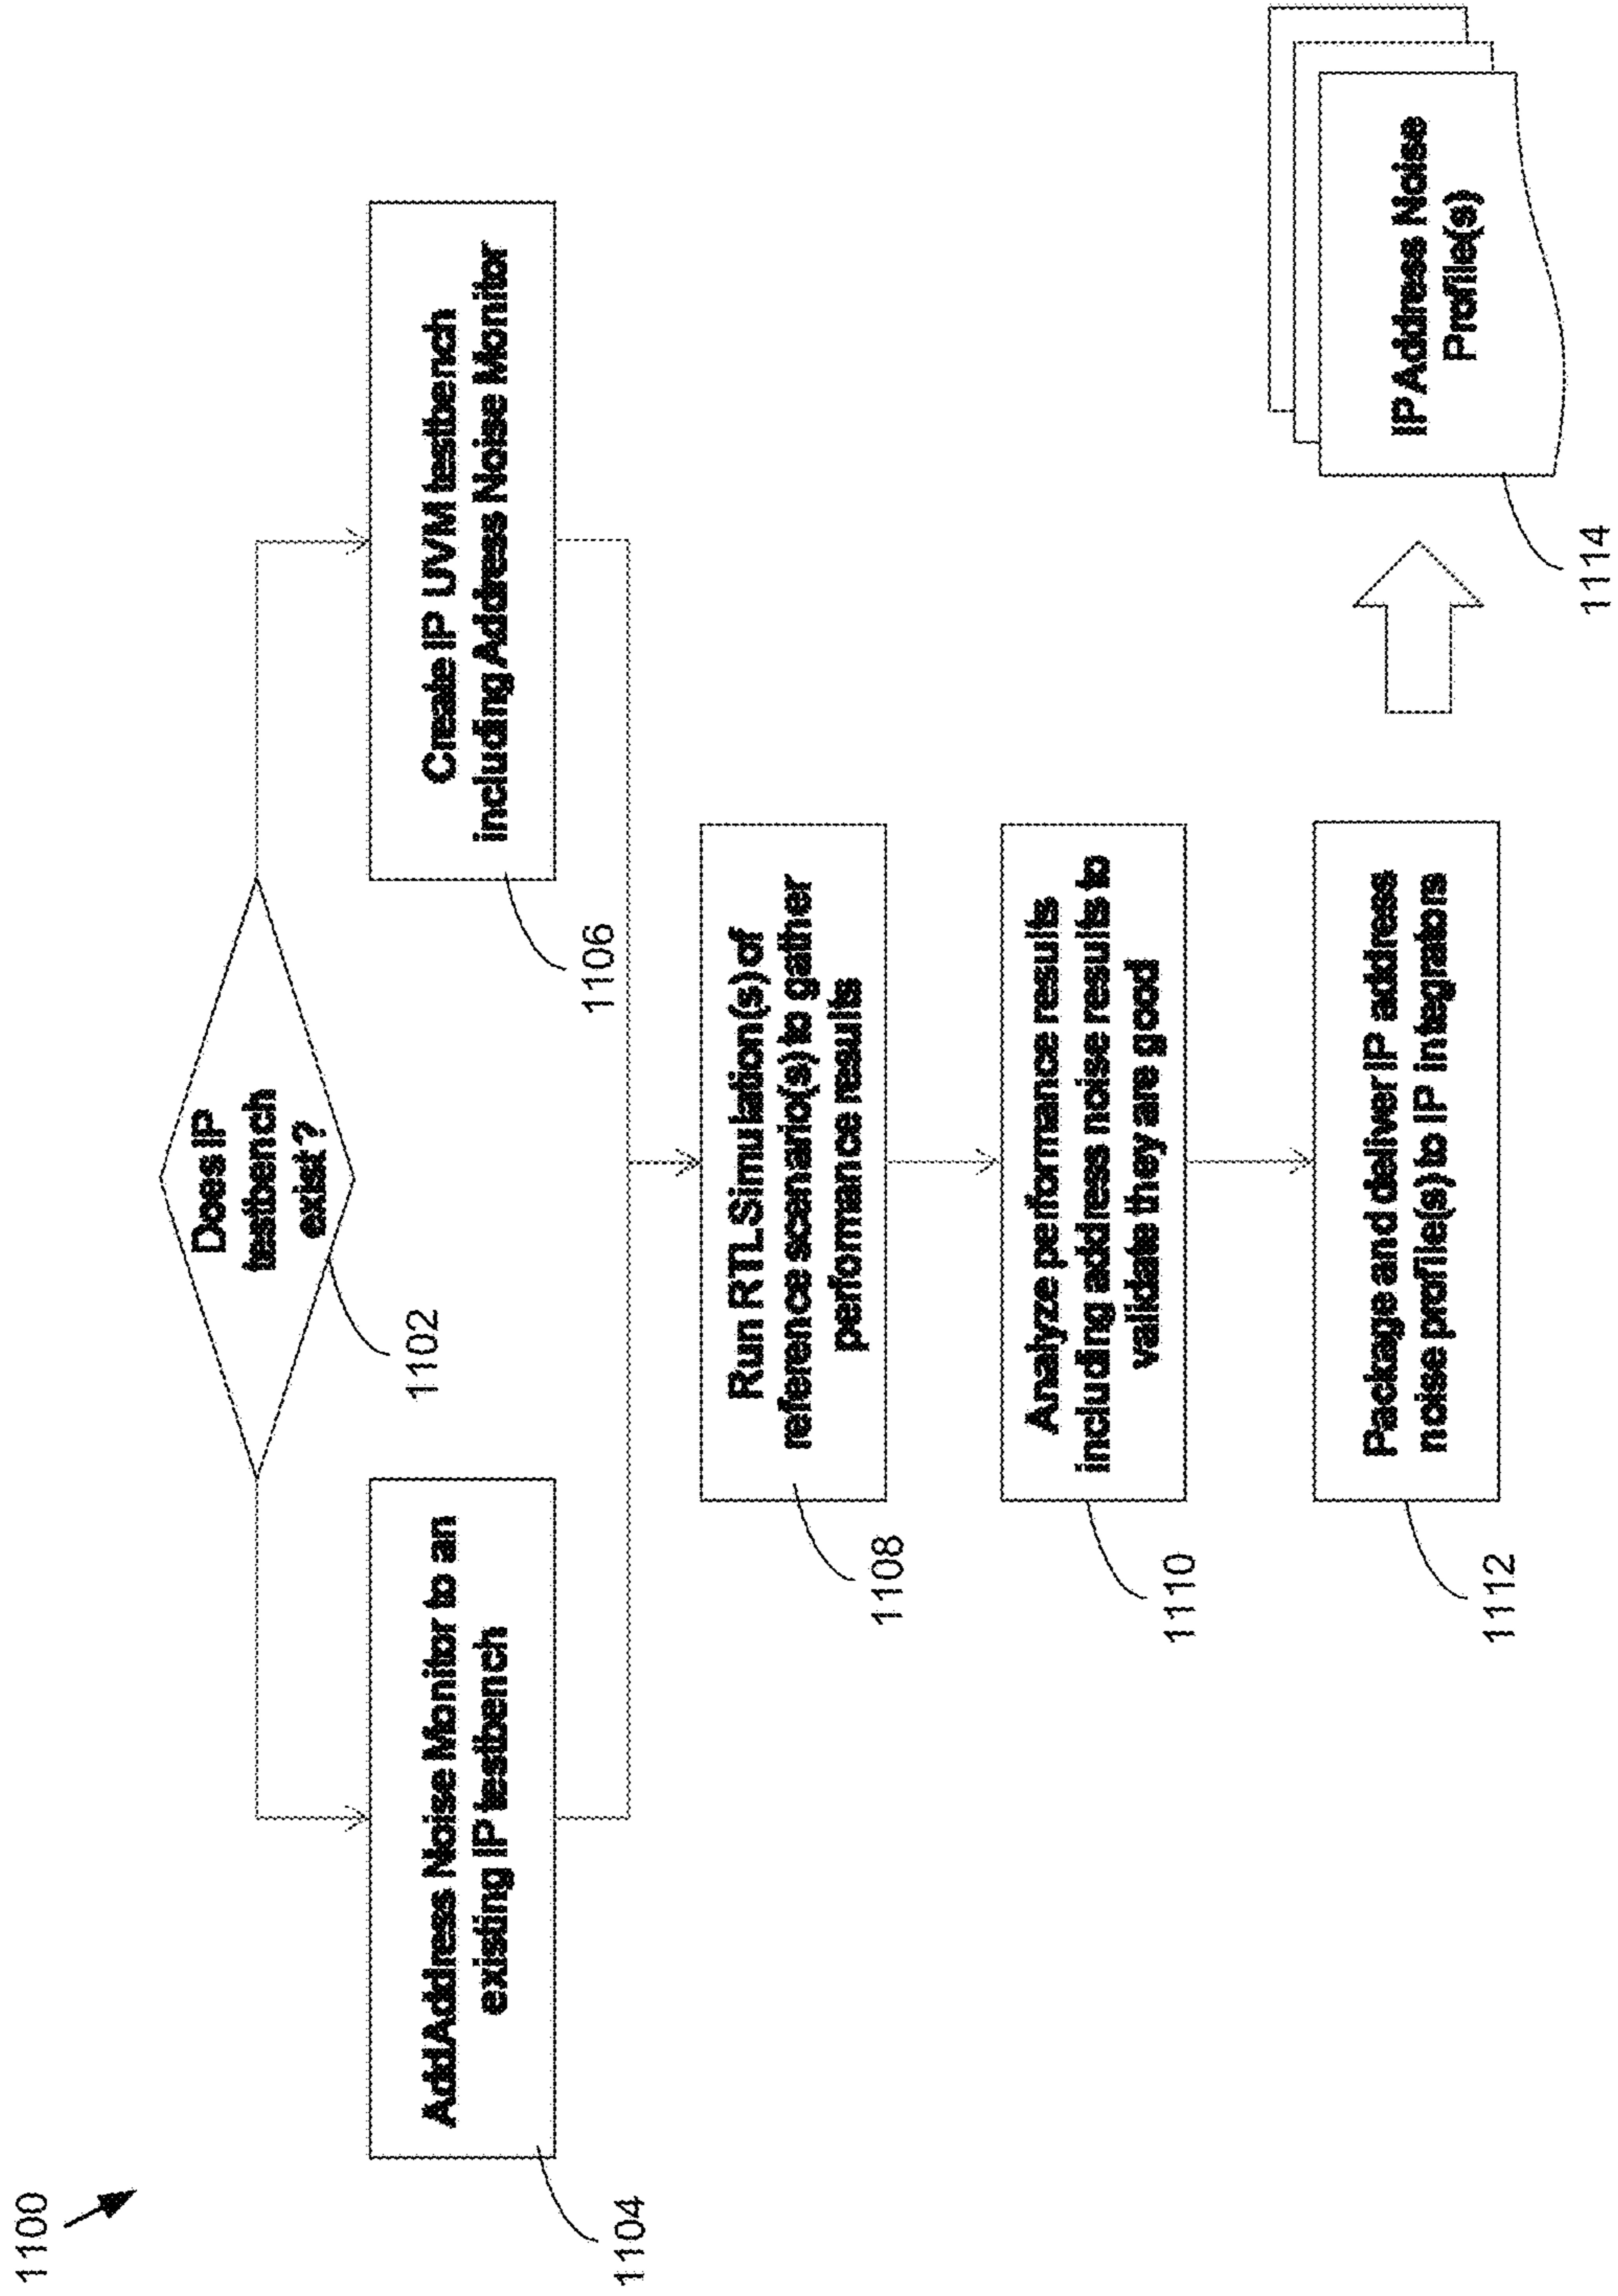 1100
Does IP
testbench
exist?
1102
Add Address Noise Monitor to an
existing IP testbench
1104
Create IP UVM testbench
including Address Noise Monitor
1106
Run RTL Simulation(s) of
reference scenario(s) to gather
performance results
1108
Analyze performance results
including address noise results to
validate they are good
1110
Package and deliver IP address
noise profile(s) to IP integrators
1112
IP Address Noise
Profile(s)
1114